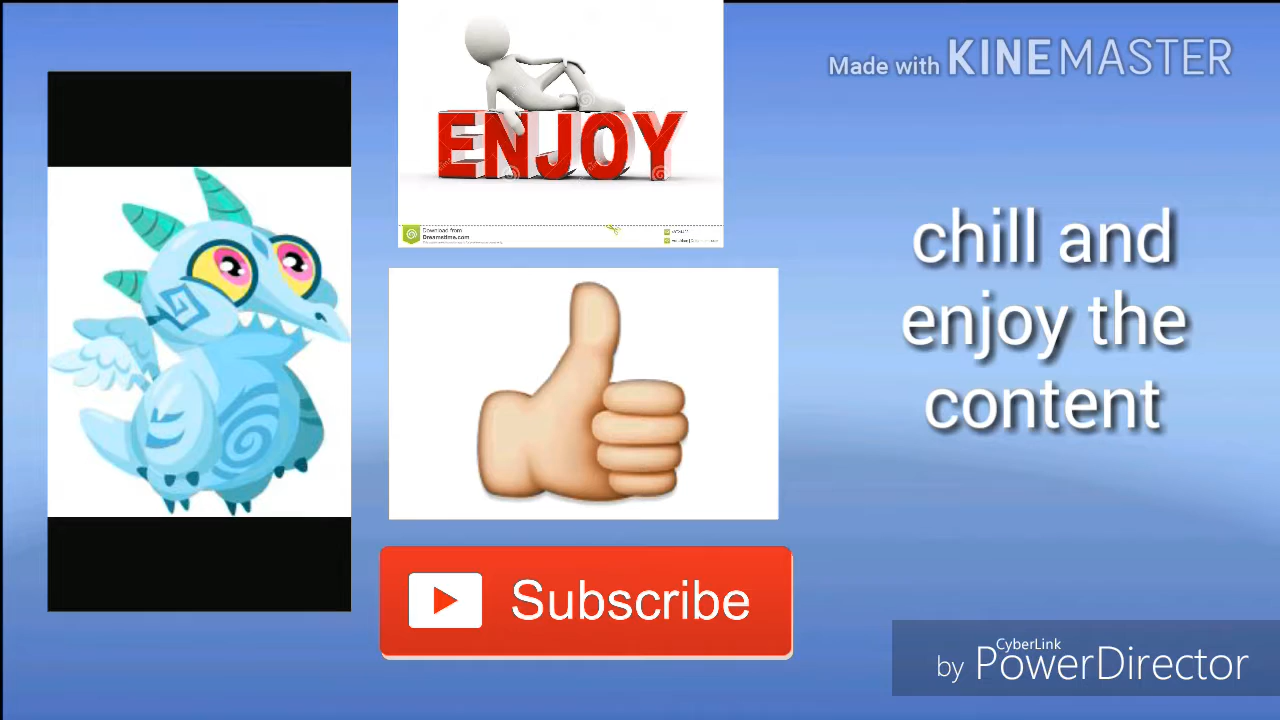 ENJOY
Download from
Dreamstime.com
Made with KINEMASTER
chill and
enjoy the
content
Subscribe
CyberLink
by PowerDirector